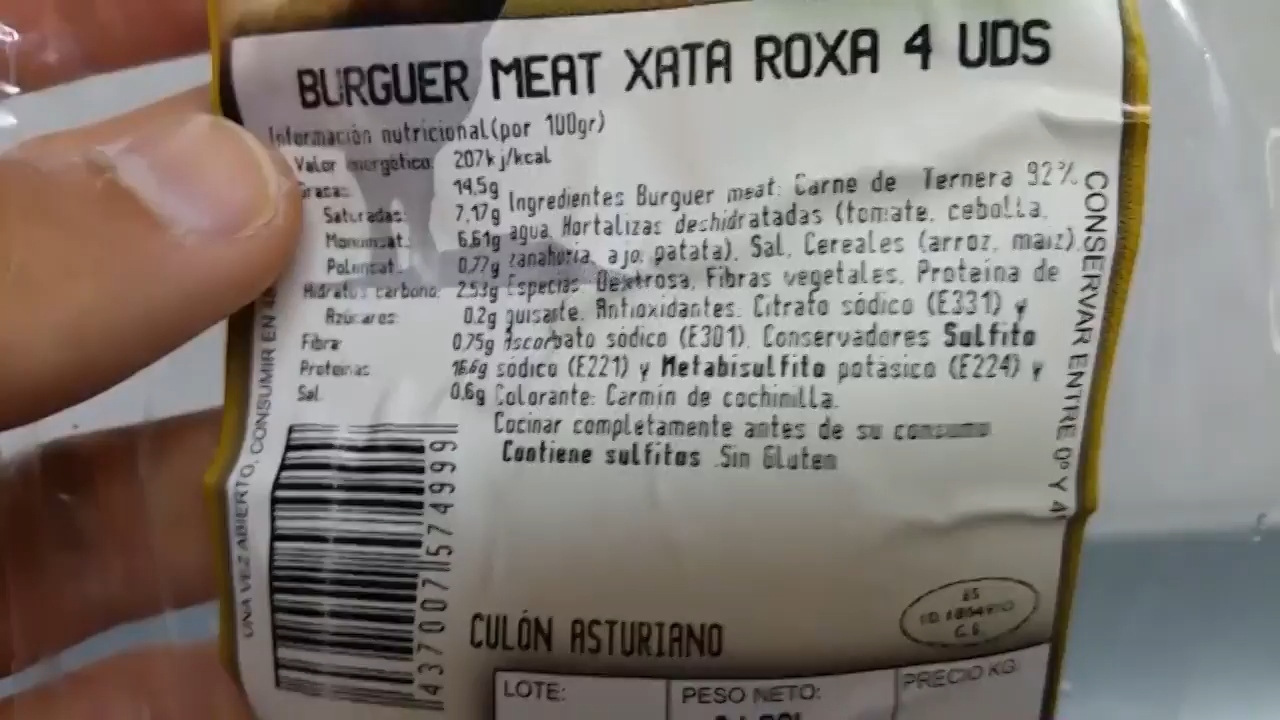 BURGUER MEAT XATA ROXA 4 UDS
Información nutricional(por 100gr)
Valor energético: 207kj/kcal
Grasas: 14,5g
Saturadas: 7,17g
Monoinsat.: 6,61g
Poliinsat.: 0,77g
Hidratos carbono: 2,53g
Azúcares: 0,2g
Fibra 0,75g
Proteinas 16,6g
Sal 0,6g
Ingredientes Burguer meat: Carne de Ternera 92%
agua, Hortalizas deshidratadas (tomate, cebolla,
zanahoria, ajo, patata), Sal, Cereales (arroz, maiz),
Especias, Dextrosa, Fibras vegetales, Proteina de
guisante, Antioxidantes: Citrato sódico (E331) y
Ascorbato sódico (E301), Conservadores Sulfito
sódico (E221) y Metabisulfito potásico (E224) y
Colorante: Carmín de cochinilla.
Cocinar completamente antes de su consumo
Contiene sulfitos .Sin Gluten
CONSERVAR ENTRE 0º Y 4
UNA VEZ ABIERTO, CONSUMIR EN
4370071574999
CULÓN ASTURIANO
ES
LOTE:
PESO NETO:
PRECIO KG: